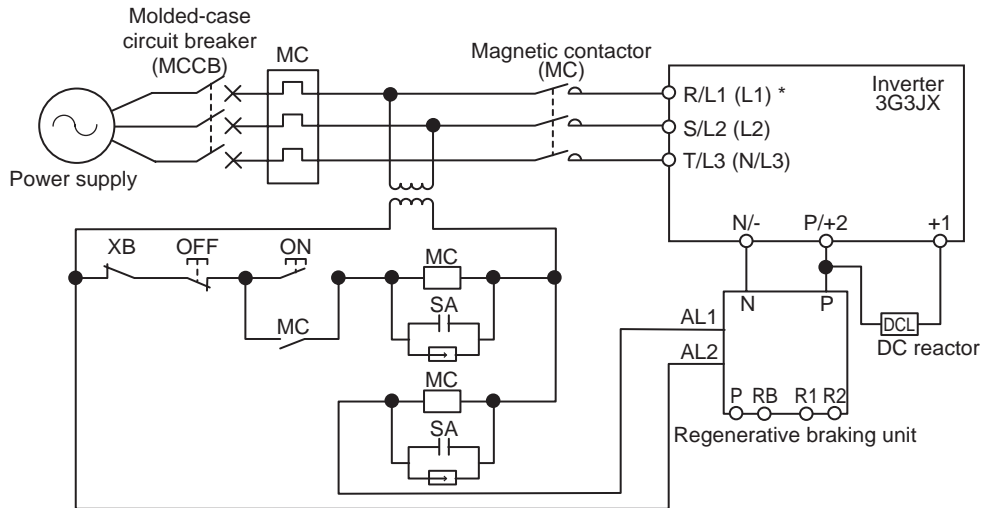 Molded-case
circuit breaker
(MCCB)
MC
Magnetic contactor
(MC)
Inverter
3G3JX
R/L1 (L1) *
S/L2 (L2)
T/L3 (N/L3)
Power supply
N/-
P/+2
+1
XB
OFF
ON
MC
SA
MC
N
P
AL1
AL2
DCL
DC reactor
MC
SA
P
RB
R1
R2
Regenerative braking unit